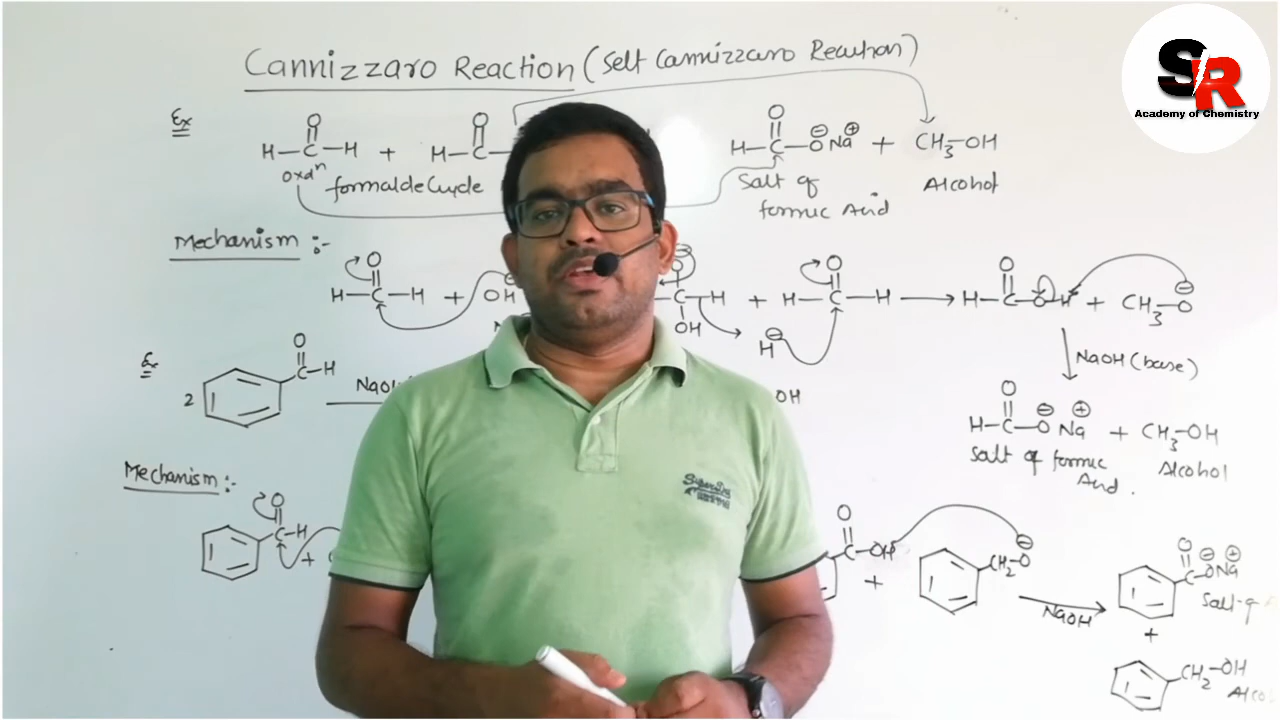 Cannizzaro Reaction (Self Cannizzaro Reaction)
SR
Academy of Chemistry
Ex
O O O
H-C-H + H-C- H-C-O⊖ Na⊕ + CH3-OH
Oxdn formaldehyde Salt of formic Acid Alcohol
Mechanism :-
O O O
H-C-H + OH C-H + H-C-H → H-C-O-H + CH3-O⊖
OH H⊖
NaOH (base)
Ex
2 O C-H NaOH OH
O
H-C-O⊖ Na⊕ + CH3-OH
Salt of formic Acid. Alcohol
Mechanism :-
O
C-H + O C-OH + CH2-O⊖ NaOH O C-O⊖Na⊕
Salt of
+
CH2-OH
Alco